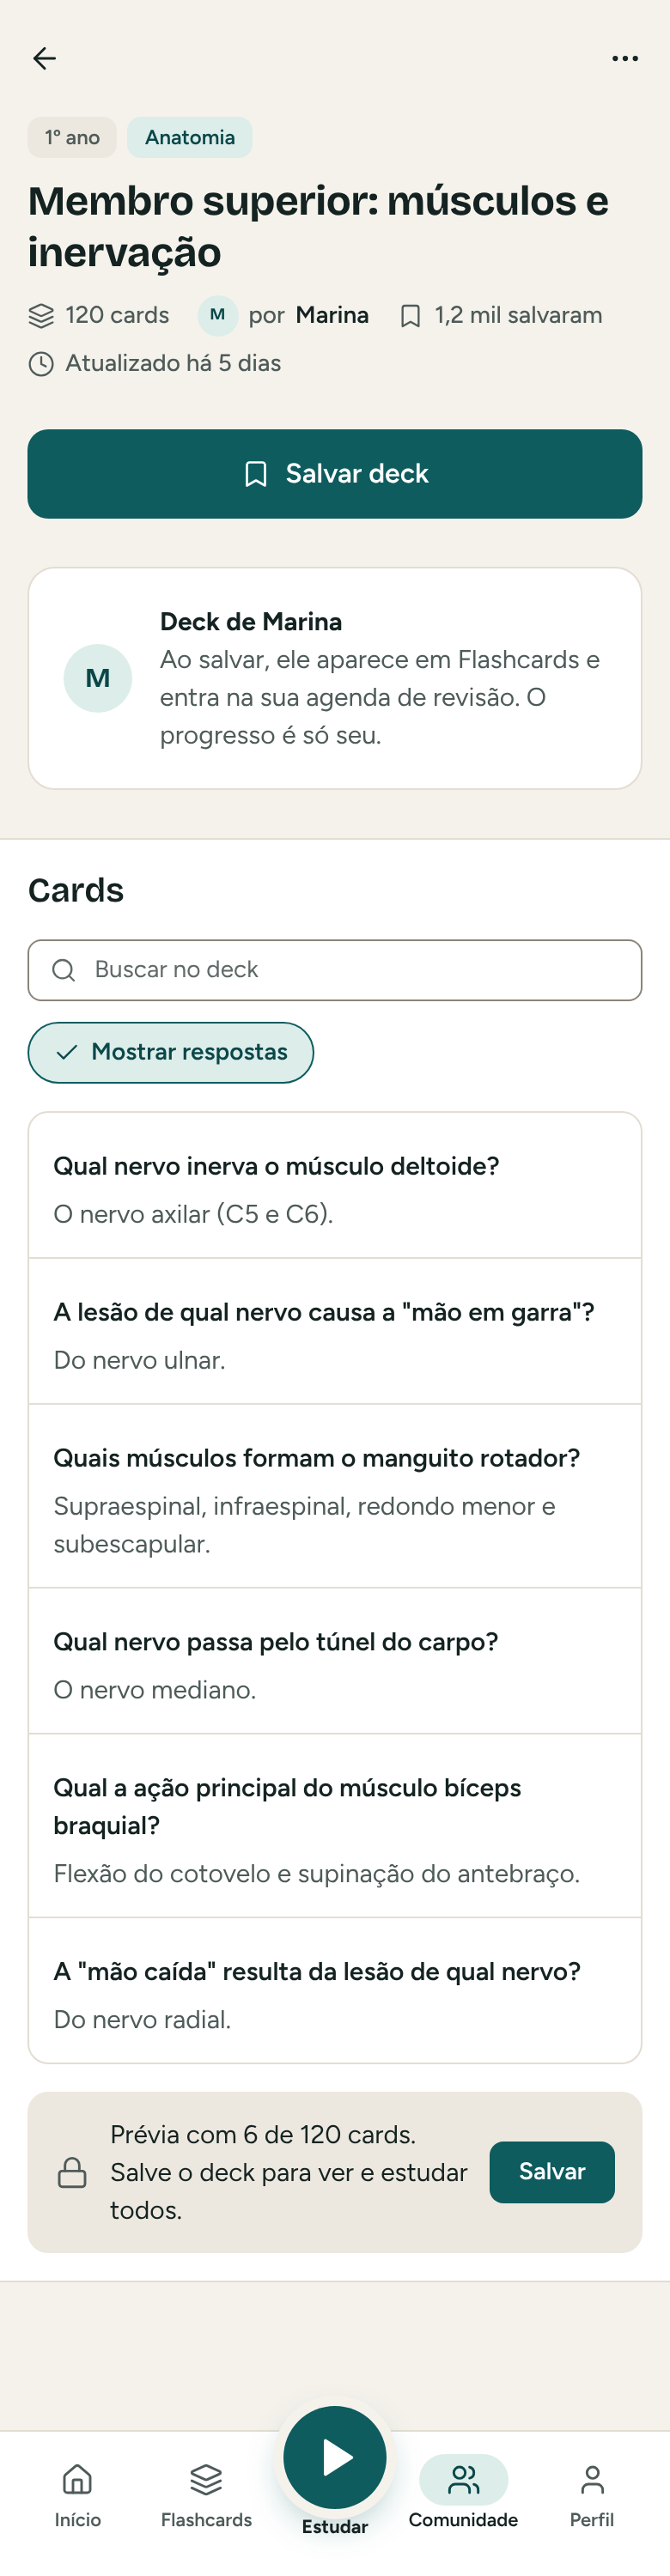 1º ano Anatomia
Membro superior: músculos e
inervação
120 cards M por Marina 1,2 mil salvaram
Atualizado há 5 dias
Salvar deck
M
Deck de Marina
Ao salvar, ele aparece em Flashcards e
entra na sua agenda de revisão. O
progresso é só seu.
Cards
Buscar no deck
Mostrar respostas
Qual nervo inerva o músculo deltoide?
O nervo axilar (C5 e C6).
A lesão de qual nervo causa a "mão em garra"?
Do nervo ulnar.
Quais músculos formam o manguito rotador?
Supraespinal, infraespinal, redondo menor e
subescapular.
Qual nervo passa pelo túnel do carpo?
O nervo mediano.
Qual a ação principal do músculo bíceps
braquial?
Flexão do cotovelo e supinação do antebraço.
A "mão caída" resulta da lesão de qual nervo?
Do nervo radial.
Prévia com 6 de 120 cards.
Salve o deck para ver e estudar
todos.
Salvar
Início Flashcards Estudar Comunidade Perfil